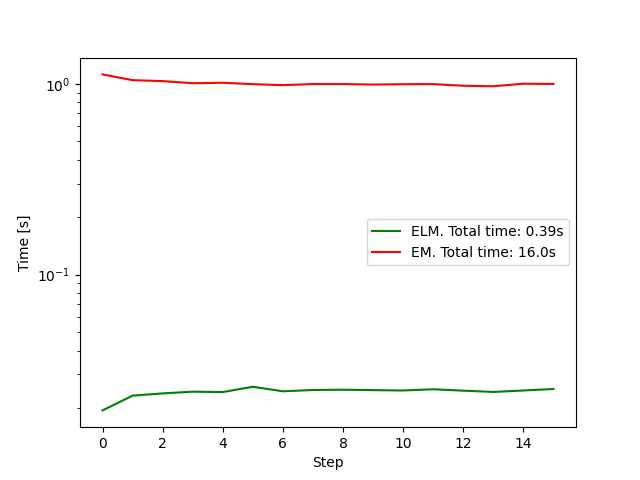 10⁰
10⁻¹
Time [s]
ELM. Total time: 0.39s
EM. Total time: 16.0s
0 2 4 6 8 10 12 14
Step